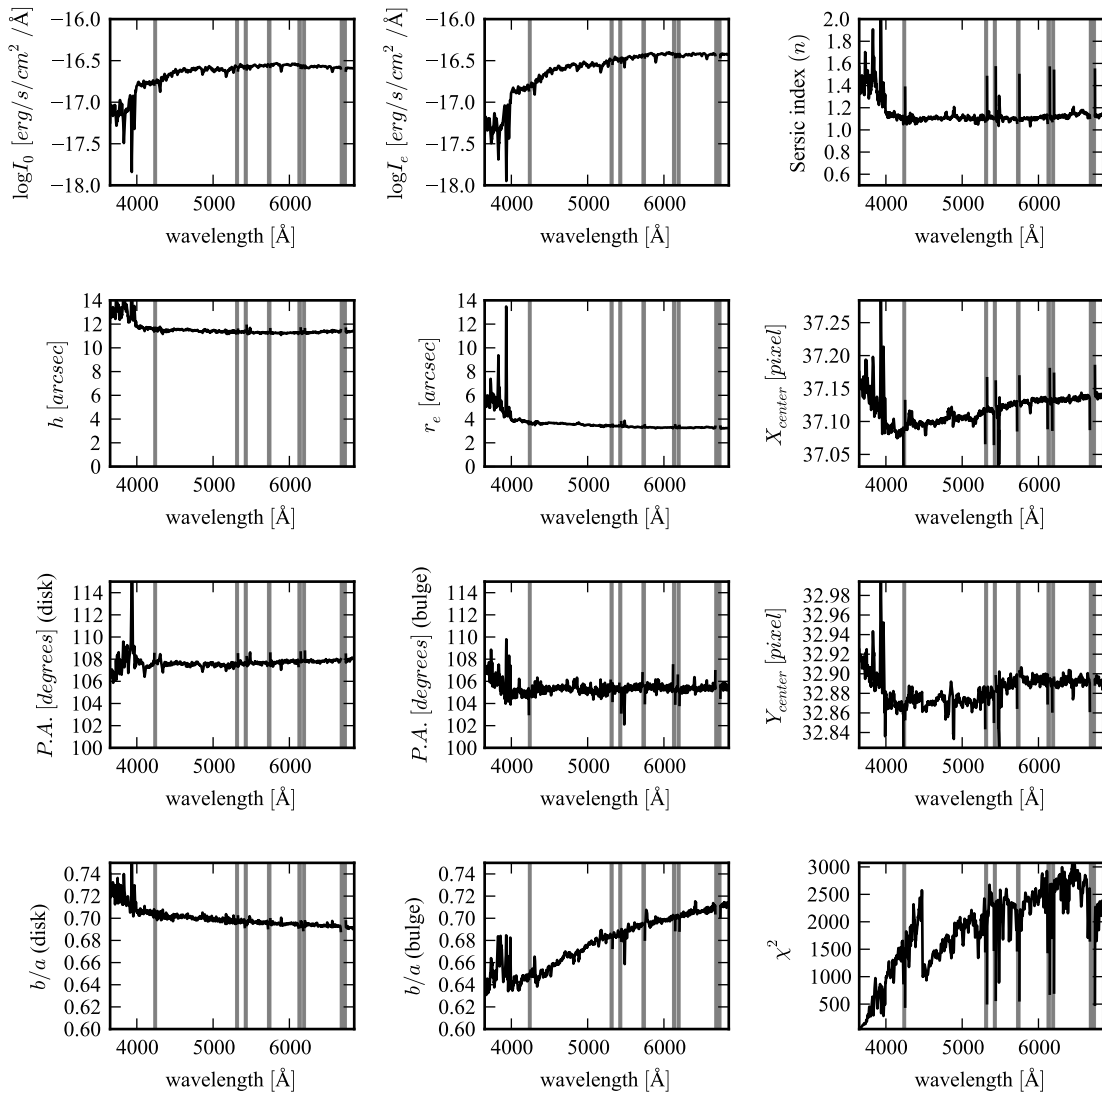 logI₀ [erg/s/cm² /Å]
−16.0
−16.5
−17.0
−17.5
−18.0
4000 5000 6000
wavelength [Å]
logIₑ [erg/s/cm² /Å]
−16.0
−16.5
−17.0
−17.5
−18.0
4000 5000 6000
wavelength [Å]
Sersic index (n)
2.0
1.8
1.6
1.4
1.2
1.0
0.8
0.6
4000 5000 6000
wavelength [Å]
h [arcsec]
14
12
10
8
6
4
2
0
4000 5000 6000
wavelength [Å]
rₑ [arcsec]
14
12
10
8
6
4
2
0
4000 5000 6000
wavelength [Å]
X_center [pixel]
37.25
37.20
37.15
37.10
37.05
4000 5000 6000
wavelength [Å]
P.A. [degrees] (disk)
114
112
110
108
106
104
102
100
4000 5000 6000
wavelength [Å]
P.A. [degrees] (bulge)
114
112
110
108
106
104
102
100
4000 5000 6000
wavelength [Å]
Y_center [pixel]
32.98
32.96
32.94
32.92
32.90
32.88
32.86
32.84
4000 5000 6000
wavelength [Å]
b/a (disk)
0.74
0.72
0.70
0.68
0.66
0.64
0.62
0.60
4000 5000 6000
wavelength [Å]
b/a (bulge)
0.74
0.72
0.70
0.68
0.66
0.64
0.62
0.60
4000 5000 6000
wavelength [Å]
χ²
3000
2500
2000
1500
1000
500
4000 5000 6000
wavelength [Å]